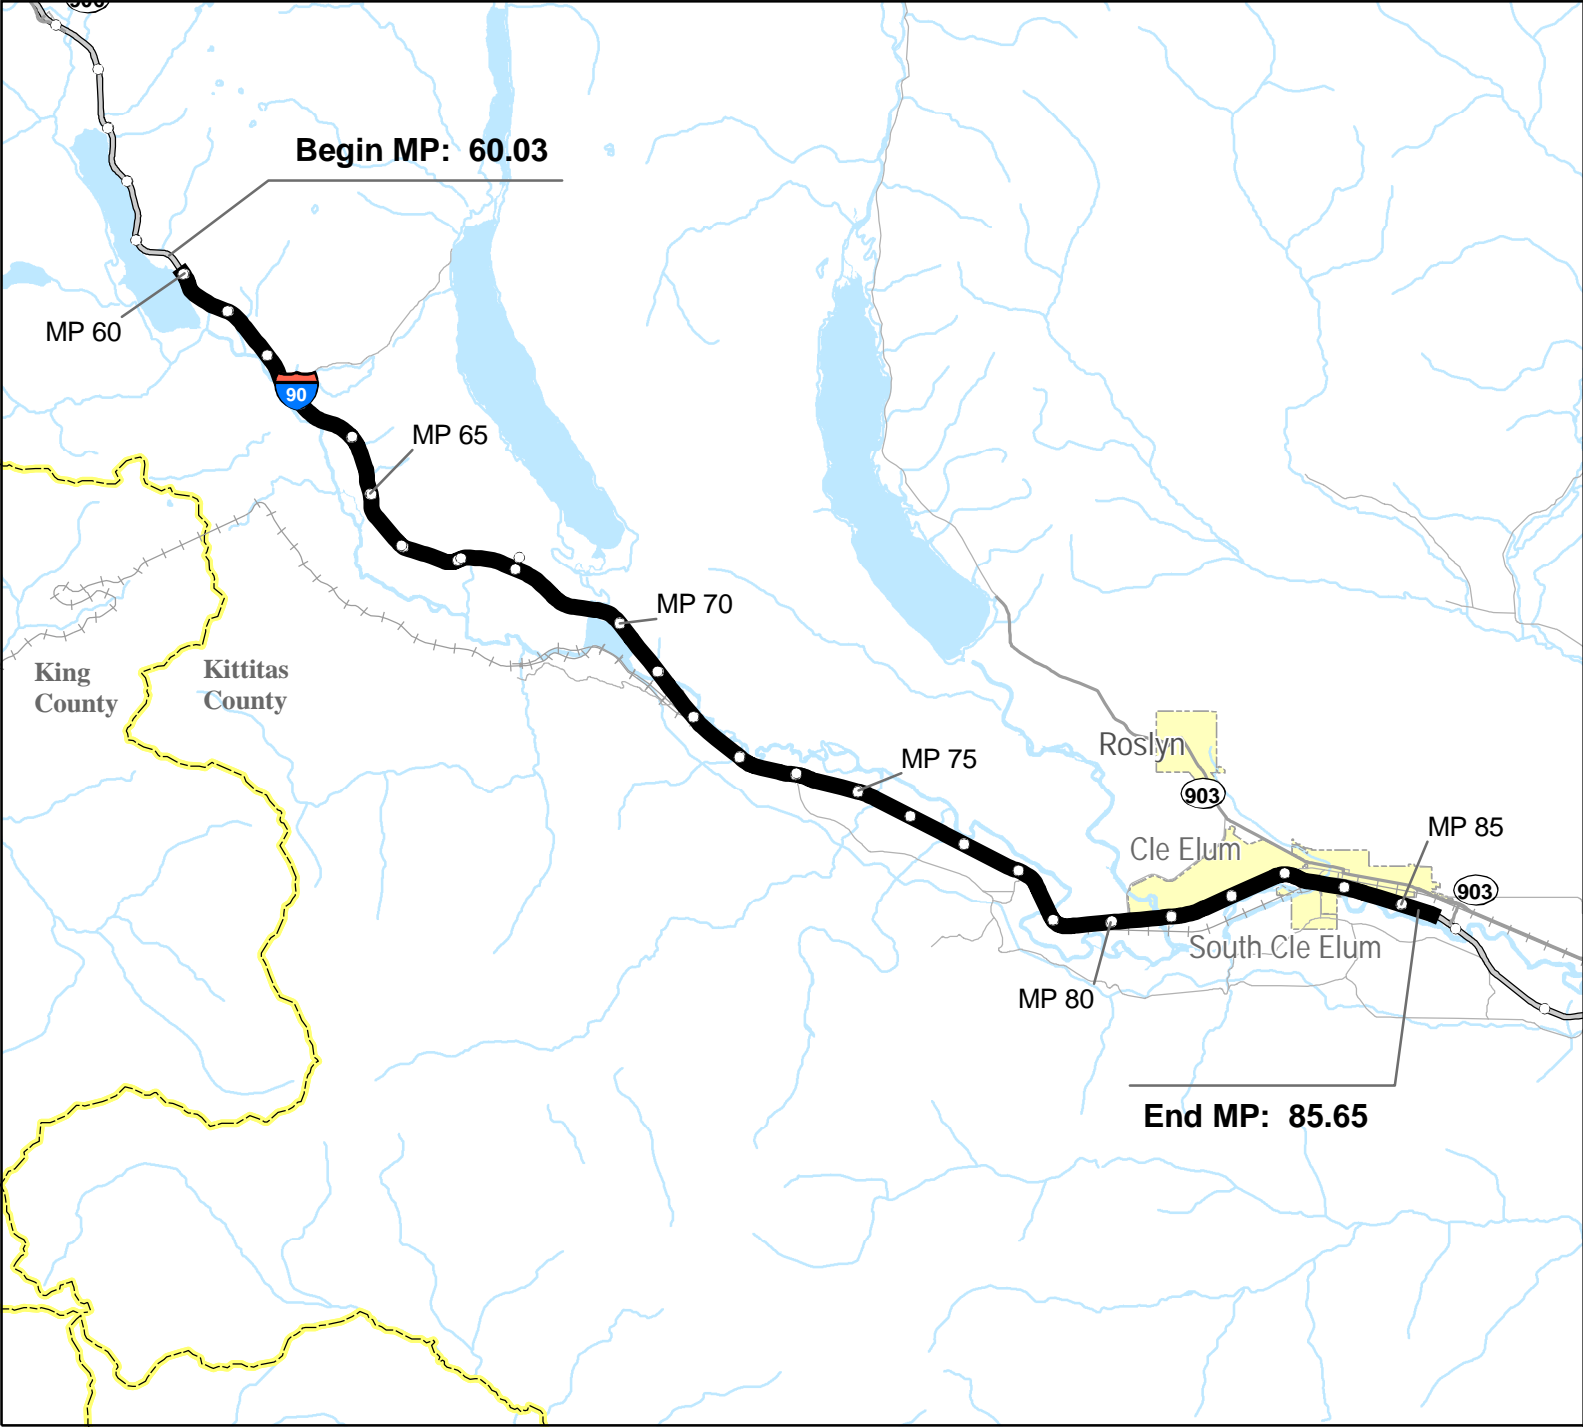 Begin MP: 60.03
MP 60
90
MP 65
MP 70
King
County
Kittitas
County
Roslyn
MP 75
903
MP 85
Cle Elum
903
South Cle Elum
MP 80
End MP: 85.65